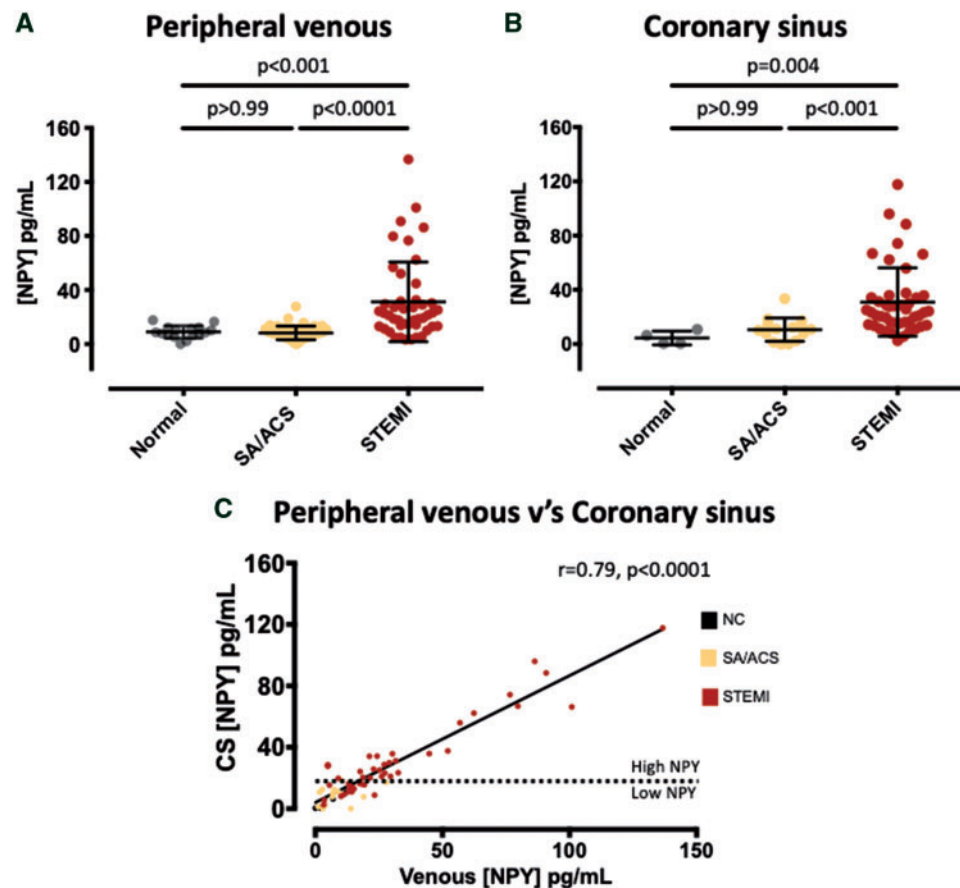 A Peripheral venous
p<0.001
p>0.99 p<0.0001
160
120
80
40
0
[NPY] pg/mL
Normal SA/ACS STEMI
B Coronary sinus
p=0.004
p>0.99 p<0.001
160
120
80
40
0
[NPY] pg/mL
Normal SA/ACS STEMI
C Peripheral venous v's Coronary sinus
r=0.79, p<0.0001
160
120
80
40
0
CS [NPY] pg/mL
NC
SA/ACS
STEMI
High NPY
Low NPY
0 50 100 150
Venous [NPY] pg/mL